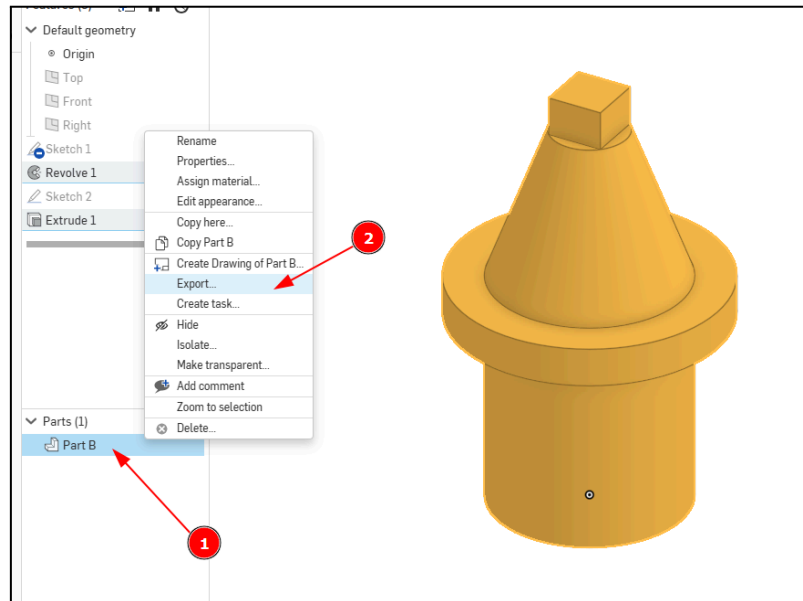 Features (5)
Default geometry
Origin
Top
Front
Right
Sketch 1
Revolve 1
Sketch 2
Extrude 1
Rename
Properties...
Assign material...
Edit appearance...
Copy here...
Copy Part B
Create Drawing of Part B...
Export...
Create task...
Hide
Isolate...
Make transparent...
Add comment
Zoom to selection
Delete...
2
Parts (1)
Part B
1